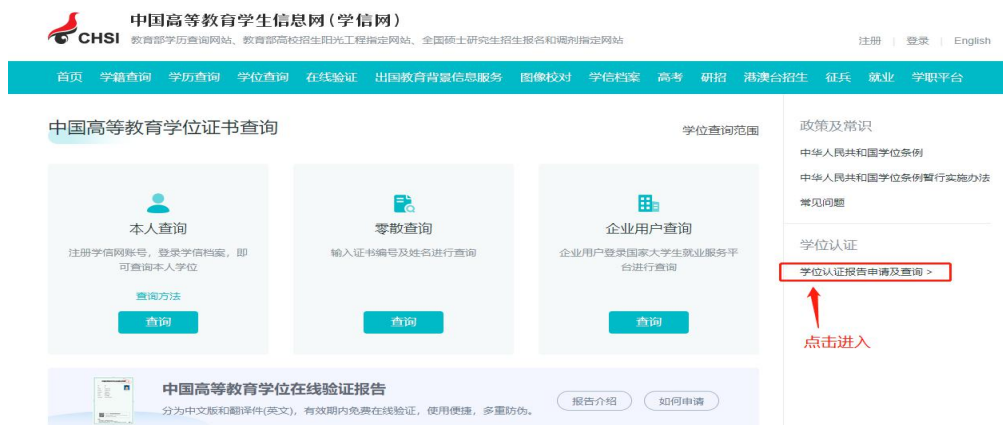 中国高等教育学生信息网(学信网)
CHSI 教育部学历查询网站、教育部高校招生阳光工程指定网站、全国硕士研究生招生报名和调剂指定网站
注册 | 登录 | English
首页 学籍查询 学历查询 学位查询 在线验证 出国教育背景信息服务 图像校对 学信档案 高考 研招 港澳台招生 征兵 就业 学职平台
中国高等教育学位证书查询
学位查询范围
本人查询
注册学信网账号，登录学信档案，即
可查询本人学位
查询方法
查询
零散查询
输入证书编号及姓名进行查询
查询
企业用户查询
企业用户登录国家大学生就业服务平
台进行查询
查询
中国高等教育学位在线验证报告
分为中文版和翻译件(英文)，有效期内免费在线验证，使用便捷，多重防伪。
报告介绍
如何申请
政策及常识
中华人民共和国学位条例
中华人民共和国学位条例暂行实施办法
常见问题
学位认证
学位认证报告申请及查询 >
点击进入